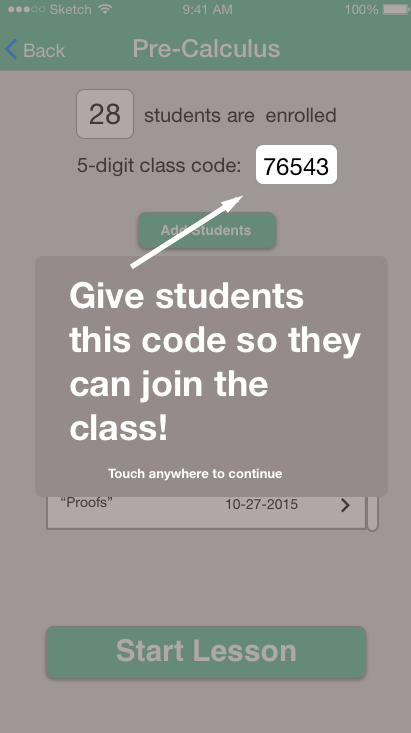 Sketch 9:41 AM 100%
Back Pre-Calculus
28 students are enrolled
5-digit class code: 76543
Add Students
Give students
this code so they
can join the
class!
Touch anywhere to continue
“Proofs” 10-27-2015
Start Lesson